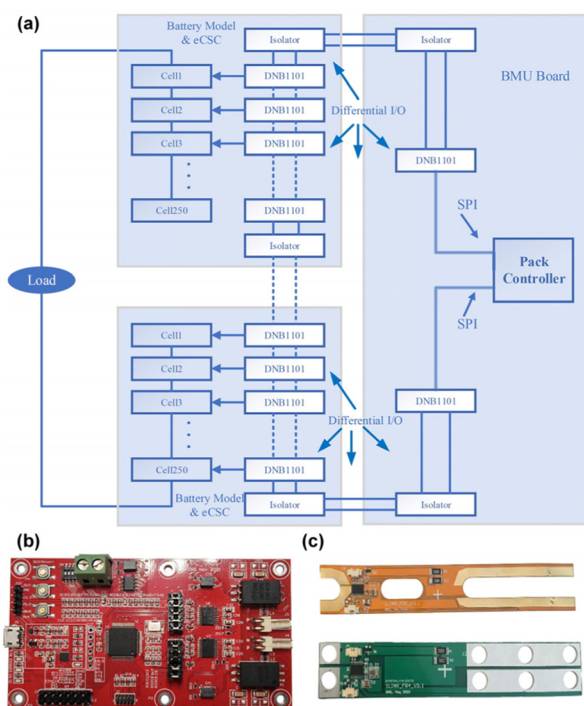 (a)
Battery Model
& eCSC
Isolator
Isolator
BMU Board
Cell1
DNB1101
Cell2
DNB1101
Differential I/O
Cell3
DNB1101
DNB1101
SPI
Cell250
DNB1101
Isolator
Pack
Controller
Load
SPI
Cell1
DNB1101
Cell2
DNB1101
Cell3
DNB1101
DNB1101
Differential I/O
Cell250
DNB1101
Battery Model
& eCSC
Isolator
Isolator
(b)
(c)